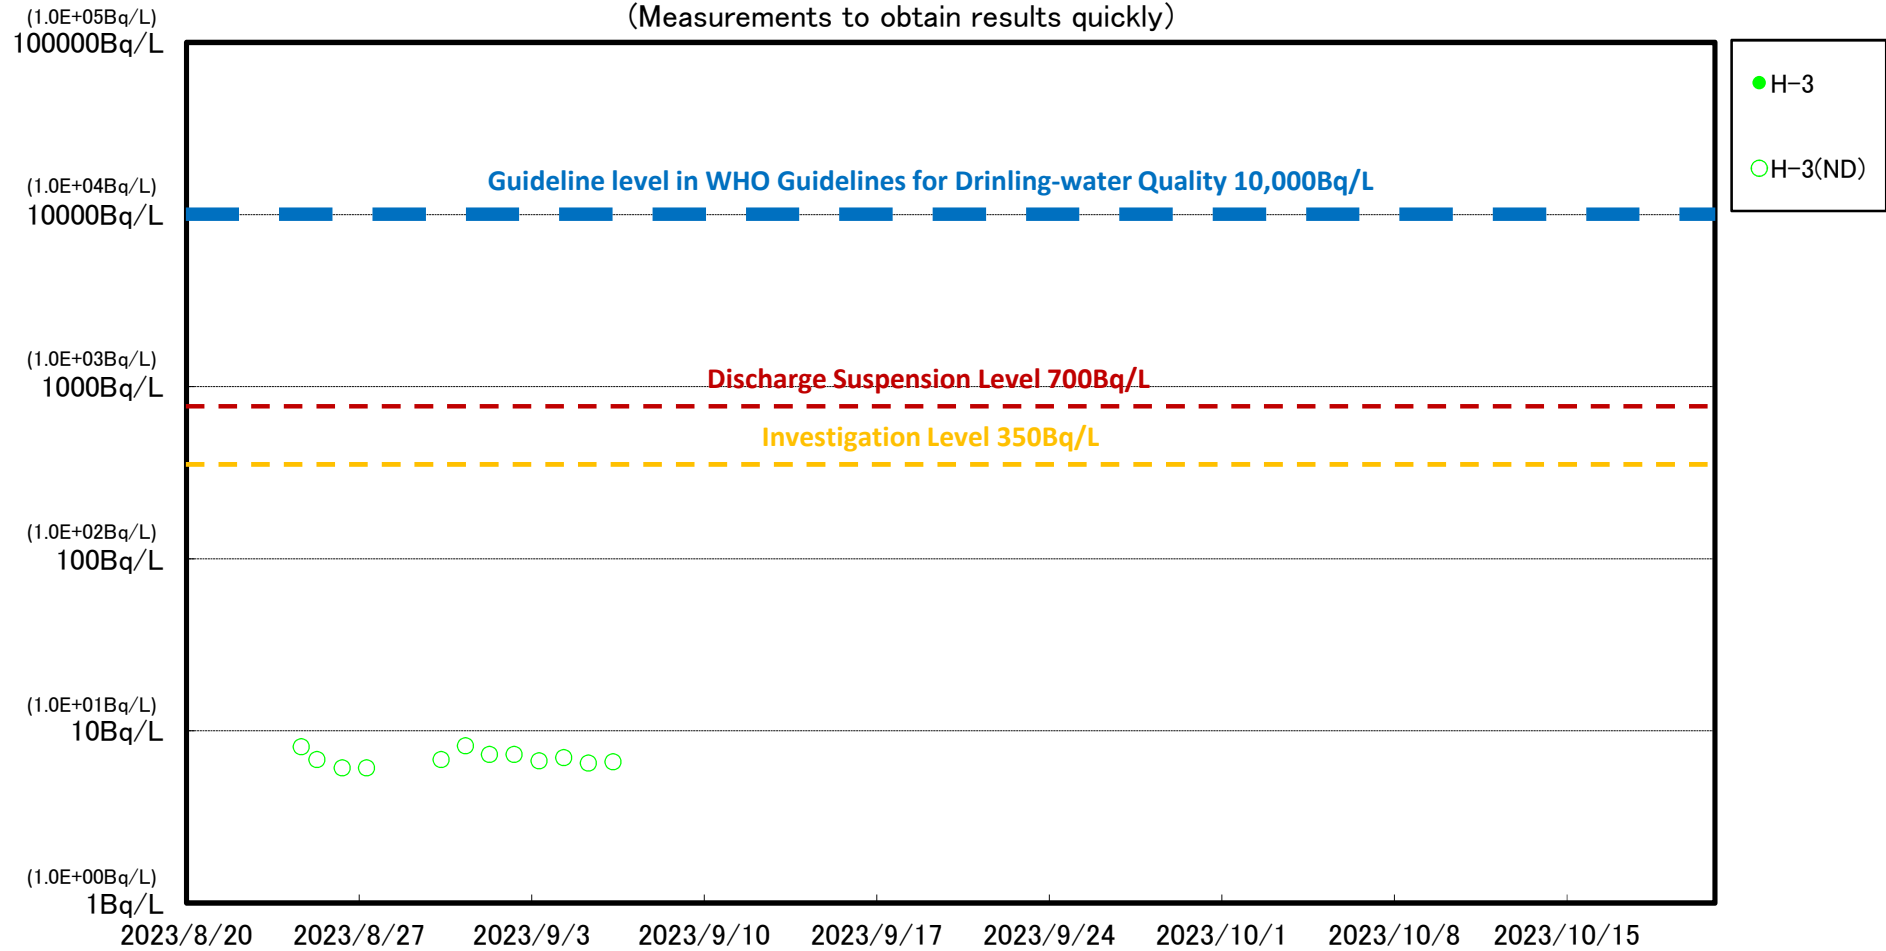 (Measurements to obtain results quickly)
(1.0E+05Bq/L)
100000Bq/L
H-3
H-3(ND)
Guideline level in WHO Guidelines for Drinling-water Quality 10,000Bq/L
(1.0E+04Bq/L)
10000Bq/L
(1.0E+03Bq/L)
1000Bq/L
Discharge Suspension Level 700Bq/L
Investigation Level 350Bq/L
(1.0E+02Bq/L)
100Bq/L
(1.0E+01Bq/L)
10Bq/L
(1.0E+00Bq/L)
1Bq/L
2023/8/20 2023/8/27 2023/9/3 2023/9/10 2023/9/17 2023/9/24 2023/10/1 2023/10/8 2023/10/15